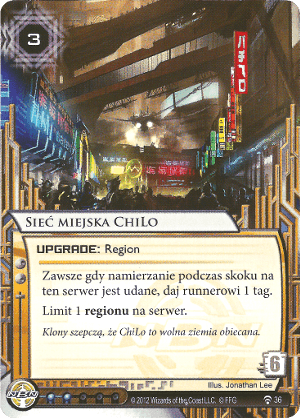 3
SIEĆ MIEJSKA CHILO
UPGRADE: Region
Zawsze gdy namierzanie podczas skoku na
ten serwer jest udane, daj runnerowi 1 tag.
Limit 1 regionu na serwer.
Klony szepczą, że ChiLo to wolna ziemia obiecana.
6
Illus. Jonathan Lee
NBN
© 2012 Wizards of the Coast LLC. © FFG
36